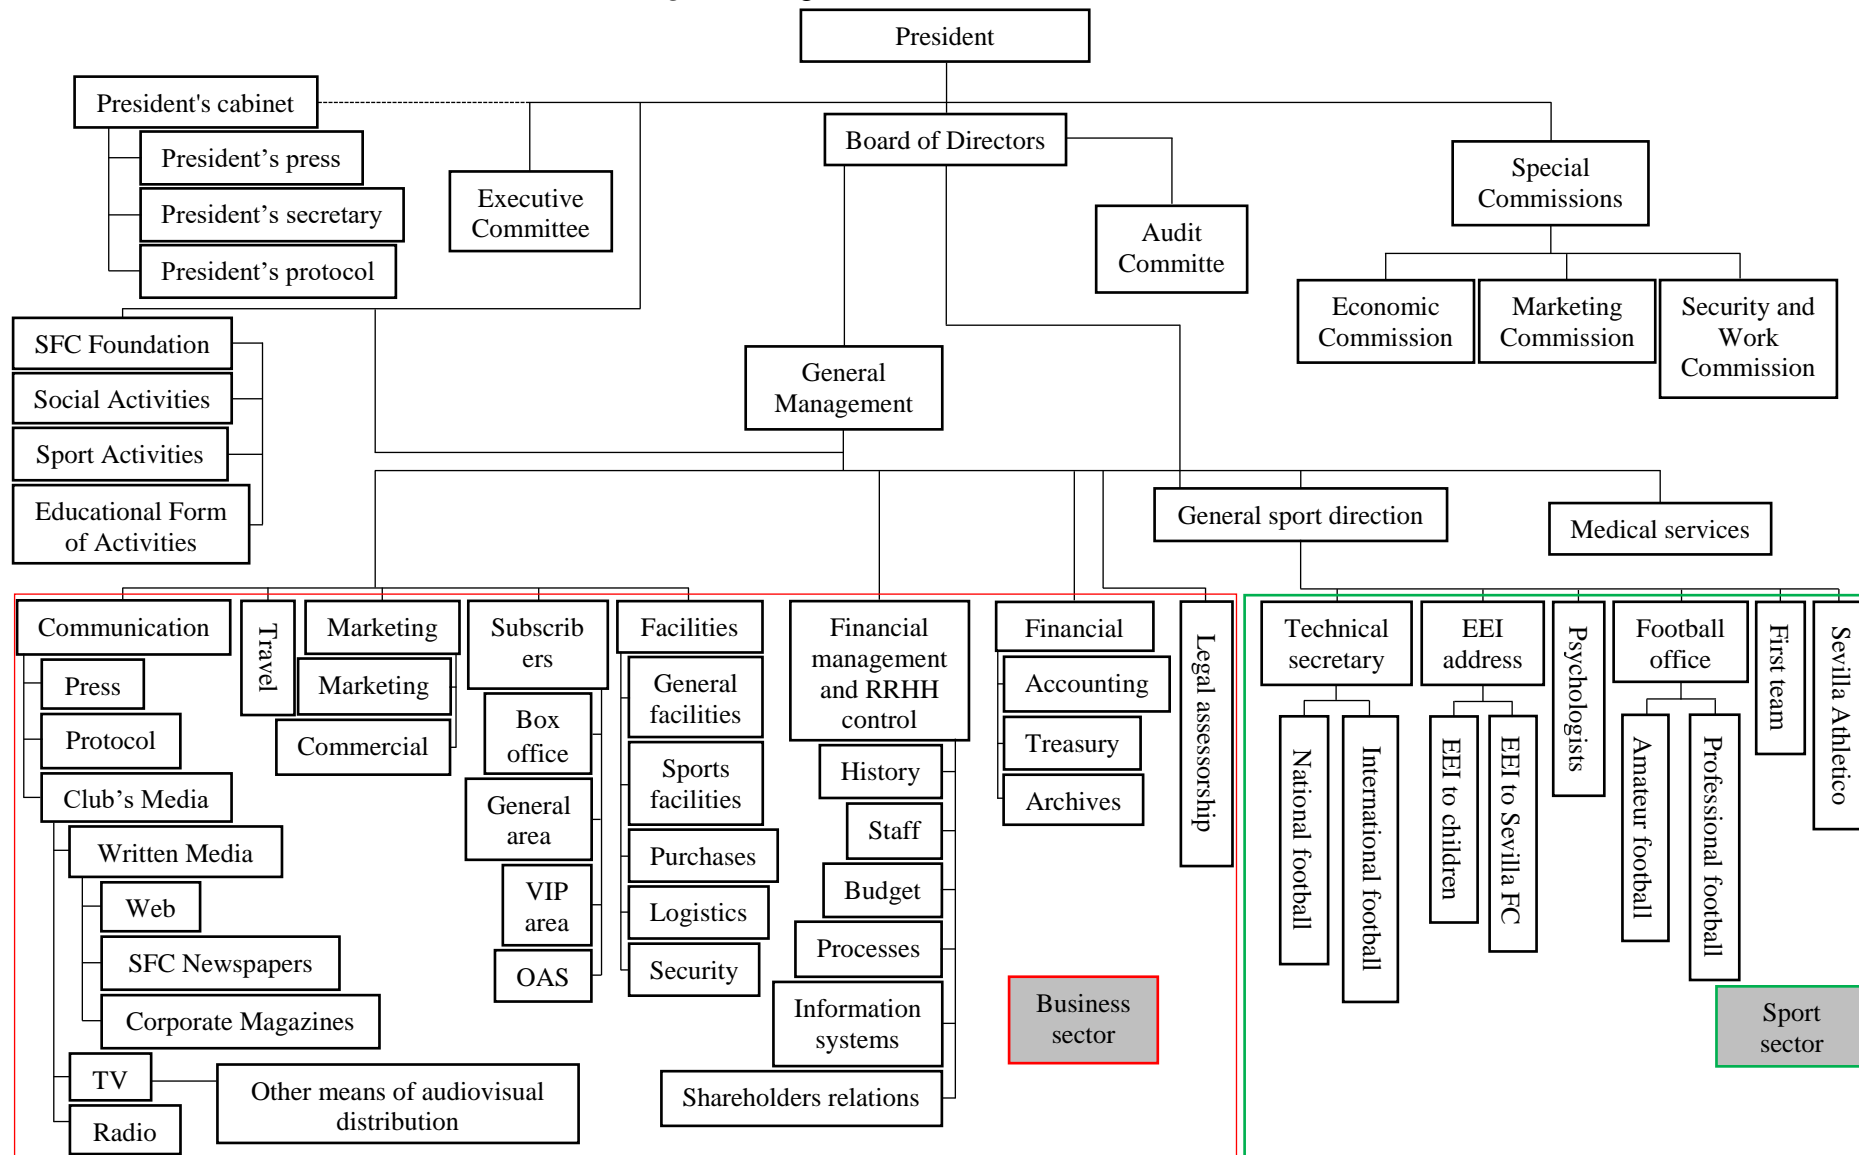 President
President's cabinet
President’s press
President’s secretary
President’s protocol
Executive
Committee
Board of Directors
Audit
Committe
Special
Commissions
Economic
Commission
Marketing
Commission
Security and
Work
Commission
SFC Foundation
Social Activities
Sport Activities
Educational Form
of Activities
General
Management
General sport direction
Medical services
Communication
Press
Protocol
Club’s Media
Written Media
Web
SFC Newspapers
Corporate Magazines
TV
Other means of audiovisual
distribution
Radio
Travel
Marketing
Marketing
Commercial
Subscrib
ers
Box
office
General
area
VIP
area
OAS
Facilities
General
facilities
Sports
facilities
Purchases
Logistics
Security
Financial
management
and RRHH
control
History
Staff
Budget
Processes
Information
systems
Shareholders relations
Financial
Accounting
Treasury
Archives
Legal assessorship
Business
sector
Technical
secretary
National football
International football
EEI
address
EEI to children
EEI to Sevilla FC
Psychologists
Football
office
Amateur football
Professional football
First team
Sevilla Athletico
Sport
sector